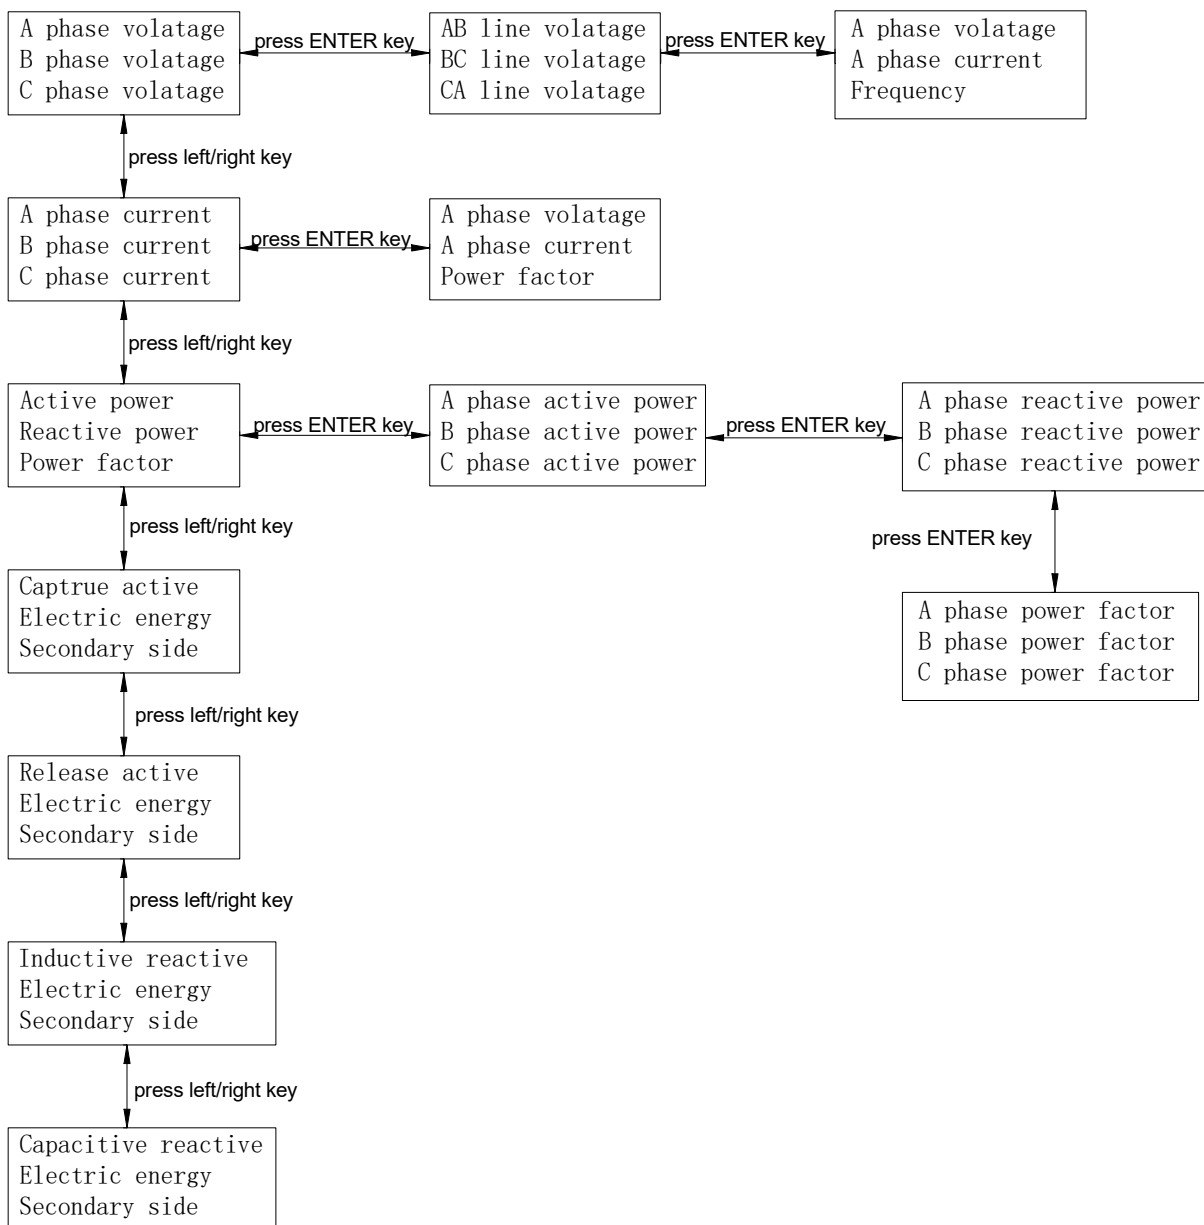 A phase volatage
B phase volatage
C phase volatage
press ENTER key
AB line volatage
BC line volatage
CA line volatage
press ENTER key
A phase volatage
A phase current
Frequency
press left/right key
A phase current
B phase current
C phase current
press ENTER key
A phase volatage
A phase current
Power factor
press left/right key
Active power
Reactive power
Power factor
press ENTER key
A phase active power
B phase active power
C phase active power
press ENTER key
A phase reactive power
B phase reactive power
C phase reactive power
press left/right key
press ENTER key
Captrue active
Electric energy
Secondary side
A phase power factor
B phase power factor
C phase power factor
press left/right key
Release active
Electric energy
Secondary side
press left/right key
Inductive reactive
Electric energy
Secondary side
press left/right key
Capacitive reactive
Electric energy
Secondary side